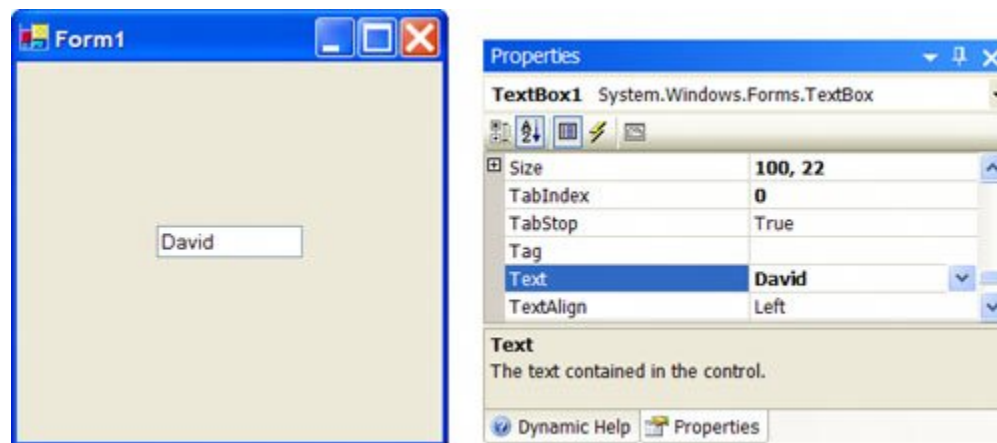 Form1
David
Properties
TextBox1 System.Windows.Forms.TextBox
Size 100, 22
TabIndex 0
TabStop True
Tag
Text David
TextAlign Left
Text
The text contained in the control.
Dynamic Help Properties